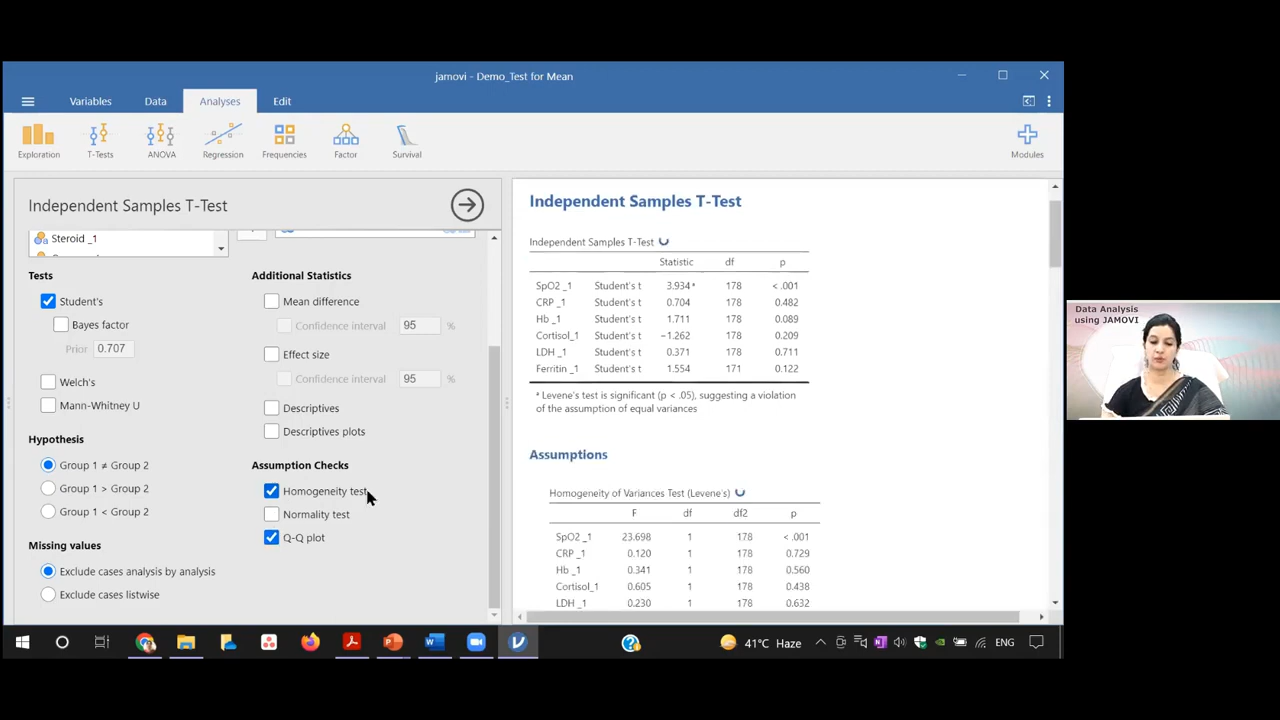 jamovi - Demo_Test for Mean
Variables
Data
Analyses
Edit
Exploration
T-Tests
ANOVA
Regression
Frequencies
Factor
Survival
Modules
Independent Samples T-Test
Steroid _1
Tests
Student's
Bayes factor
Prior 0.707
Welch's
Mann-Whitney U
Hypothesis
Group 1 ≠ Group 2
Group 1 > Group 2
Group 1 < Group 2
Missing values
Exclude cases analysis by analysis
Exclude cases listwise
Additional Statistics
Mean difference
Confidence interval 95 %
Effect size
Confidence interval 95 %
Descriptives
Descriptives plots
Assumption Checks
Homogeneity test
Normality test
Q-Q plot
Independent Samples T-Test
Independent Samples T-Test
Statistic df p
SpO2 _1 Student's t 3.934 ᵃ 178 < .001
CRP _1 Student's t 0.704 178 0.482
Hb _1 Student's t 1.711 178 0.089
Cortisol_1 Student's t −1.262 178 0.209
LDH _1 Student's t 0.371 178 0.711
Ferritin _1 Student's t 1.554 171 0.122
ᵃ Levene's test is significant (p < .05), suggesting a violation
of the assumption of equal variances
Assumptions
Homogeneity of Variances Test (Levene's)
F df df2 p
SpO2 _1 23.698 1 178 < .001
CRP _1 0.120 1 178 0.729
Hb _1 0.341 1 178 0.560
Cortisol_1 0.605 1 178 0.438
LDH _1 0.230 1 178 0.632
Data Analysis
using JAMOVI
41°C Haze
ENG